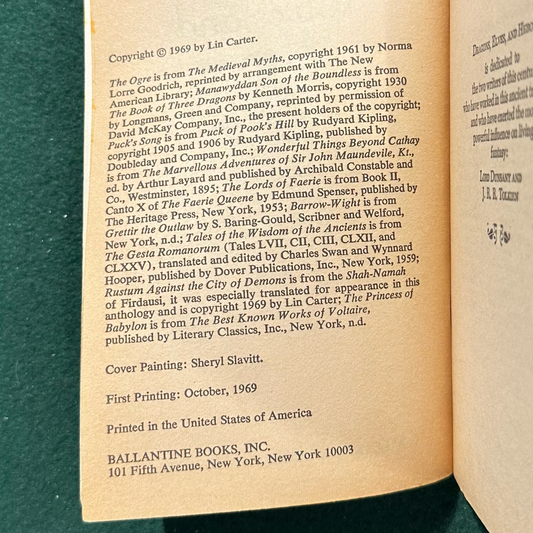 Copyright © 1969 by Lin Carter.
The Ogre is from The Medieval Myths, copyright 1961 by Norma
Lorre Goodrich, reprinted by arrangement with The New
American Library; Manawyddan Son of the Boundless is from
The Book of Three Dragons by Kenneth Morris, copyright 1930
by Longmans, Green and Company, reprinted by permission of
David McKay Company, Inc., the present holders of the copyright;
Puck's Song is from Puck of Pook's Hill by Rudyard Kipling,
copyright 1905 and 1906 by Rudyard Kipling, published by
Doubleday and Company, Inc.; Wonderful Things Beyond Cathay
is from The Marvellous Adventures of Sir John Maundevile, Kt.,
ed. by Arthur Layard and published by Archibald Constable and
Co., Westminster, 1895; The Lords of Faerie is from Book II,
Canto X of The Faerie Queene by Edmund Spenser, published by
The Heritage Press, New York, 1953; Barrow-Wight is from
Grettir the Outlaw by S. Baring-Gould, Scribner and Welford,
New York, n.d.; Tales of the Wisdom of the Ancients is from
The Gesta Romanorum (Tales LVII, CII, CIII, CLXII, and
CLXXV), translated and edited by Charles Swan and Wynnard
Hooper, published by Dover Publications, Inc., New York, 1959;
Rustum Against the City of Demons is from the Shah-Namah
of Firdausi, it was especially translated for appearance in this
anthology and is copyright 1969 by Lin Carter; The Princess of
Babylon is from The Best Known Works of Voltaire,
published by Literary Classics, Inc., New York, n.d.
Cover Painting: Sheryl Slavitt.
First Printing: October, 1969
Printed in the United States of America
BALLANTINE BOOKS, INC.
101 Fifth Avenue, New York, New York 10003
DRAGONS, ELVES, AND
is dedicated to
the two writers of this
who have worked in this ancient
and who have exerted the most
powerful influence on living
fantasy:
LORD DUNSANY AND
J. R. R. TOLKIEN